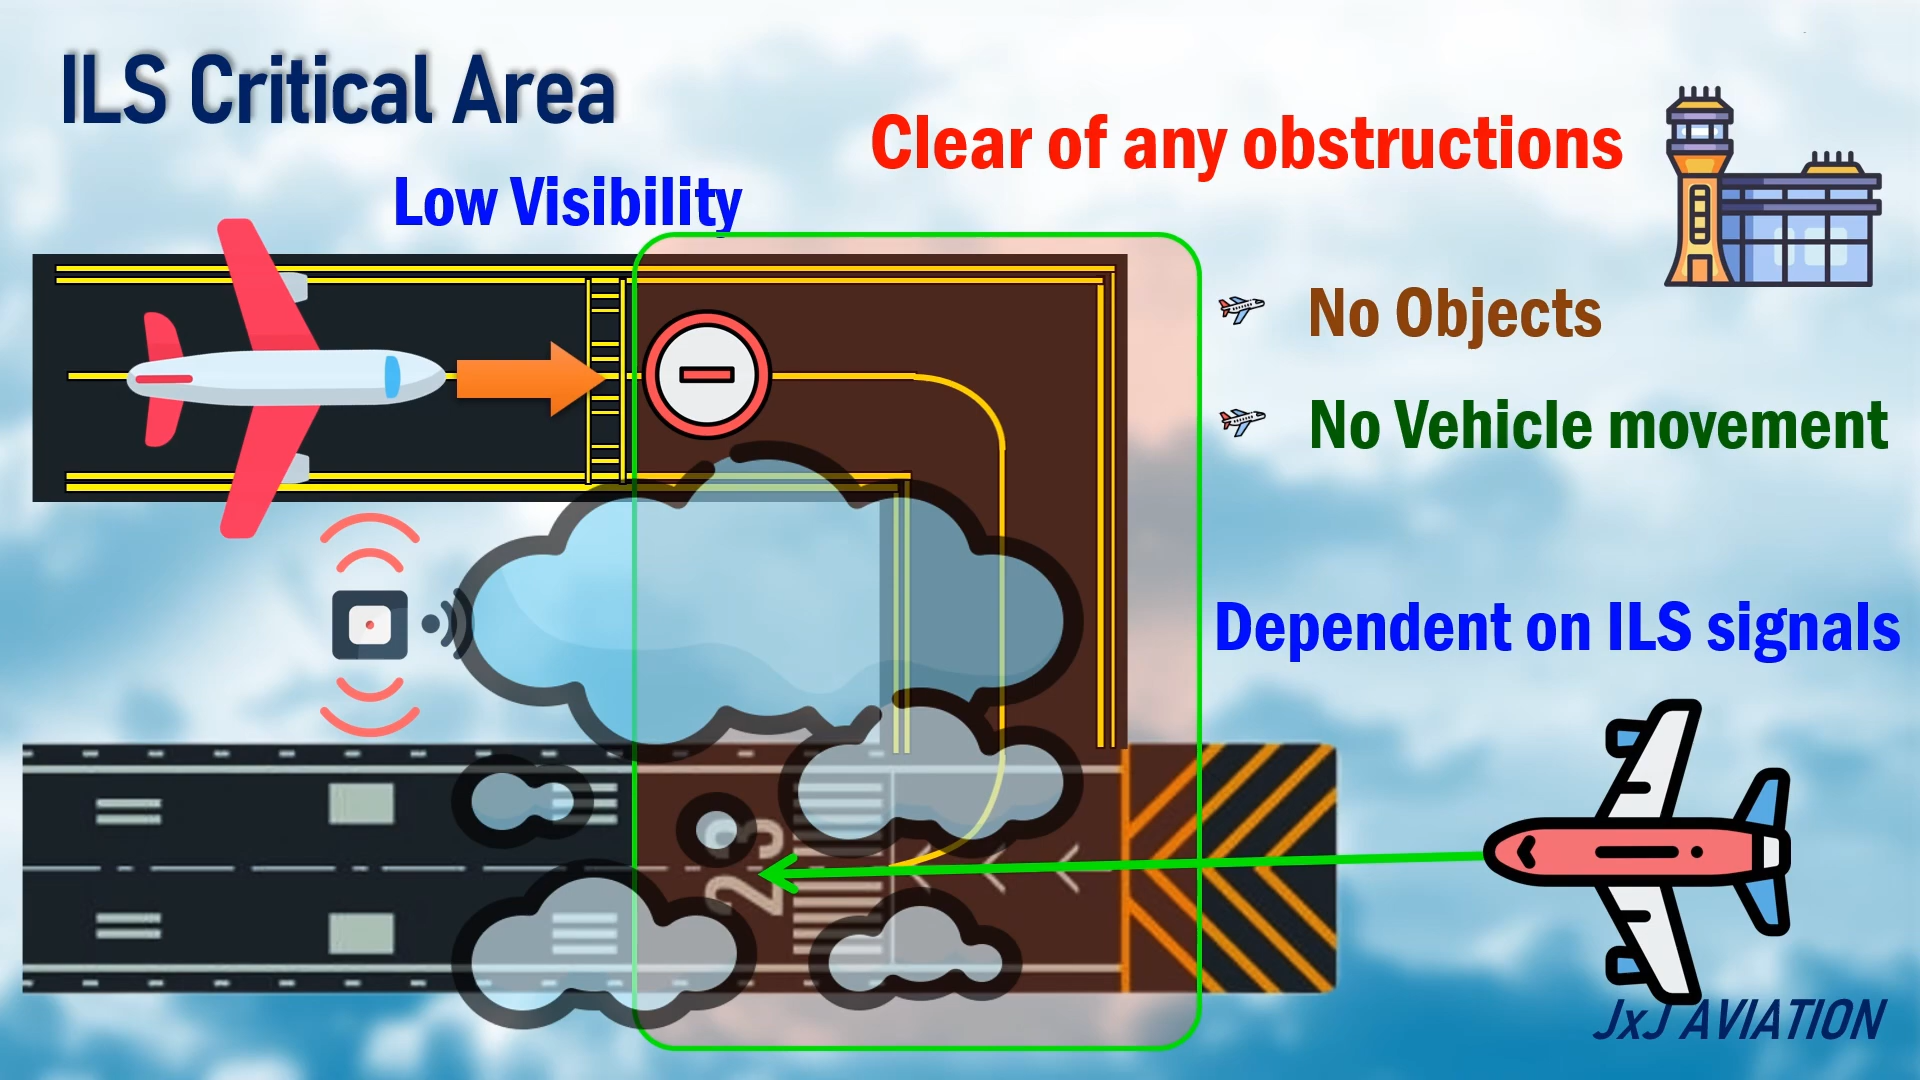 ILS Critical Area
Clear of any obstructions
Low Visibility
No Objects
No Vehicle movement
Dependent on ILS signals
23
JxJ AVIATION